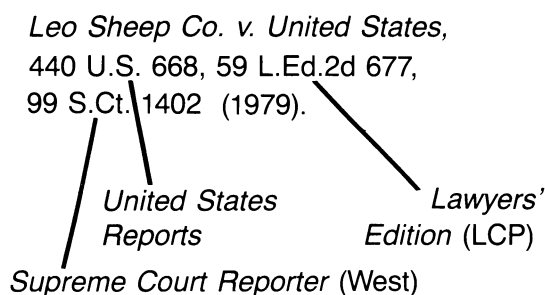 Leo Sheep Co. v. United States,
440 U.S. 668, 59 L.Ed.2d 677,
99 S.Ct. 1402 (1979).
United States
Reports
Lawyers'
Edition (LCP)
Supreme Court Reporter (West)